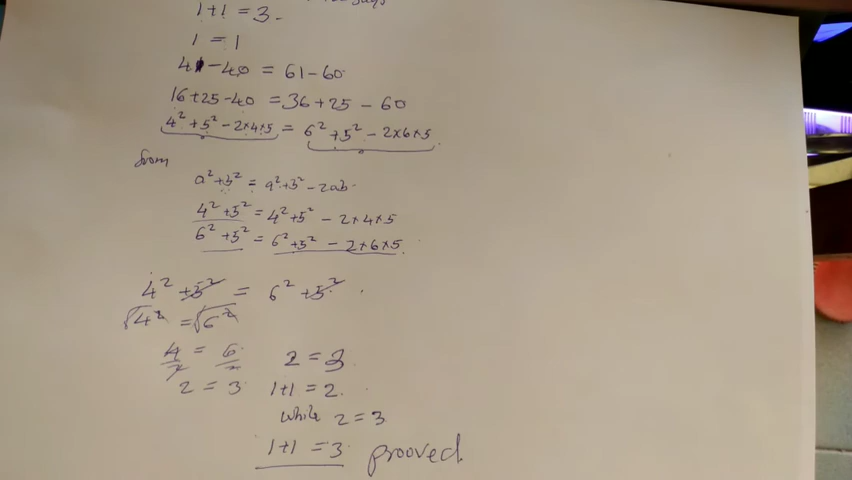 1+1 = 3.
1 = 1
41-40 = 61-60
16+25-40 = 36+25-60
4²+5²-2×4×5 = 6²+5²-2×6×5
from
a²+b² = a²+b²-2ab.
4²+5² = 4²+5²-2×4×5
6²+5² = 6²+5²-2×6×5.
4²+5² = 6²+5².
√4² = √6²
4 = 6 2 = 3
2 = 3 1+1 = 2.
while 2 = 3
1+1 = 3. prooved